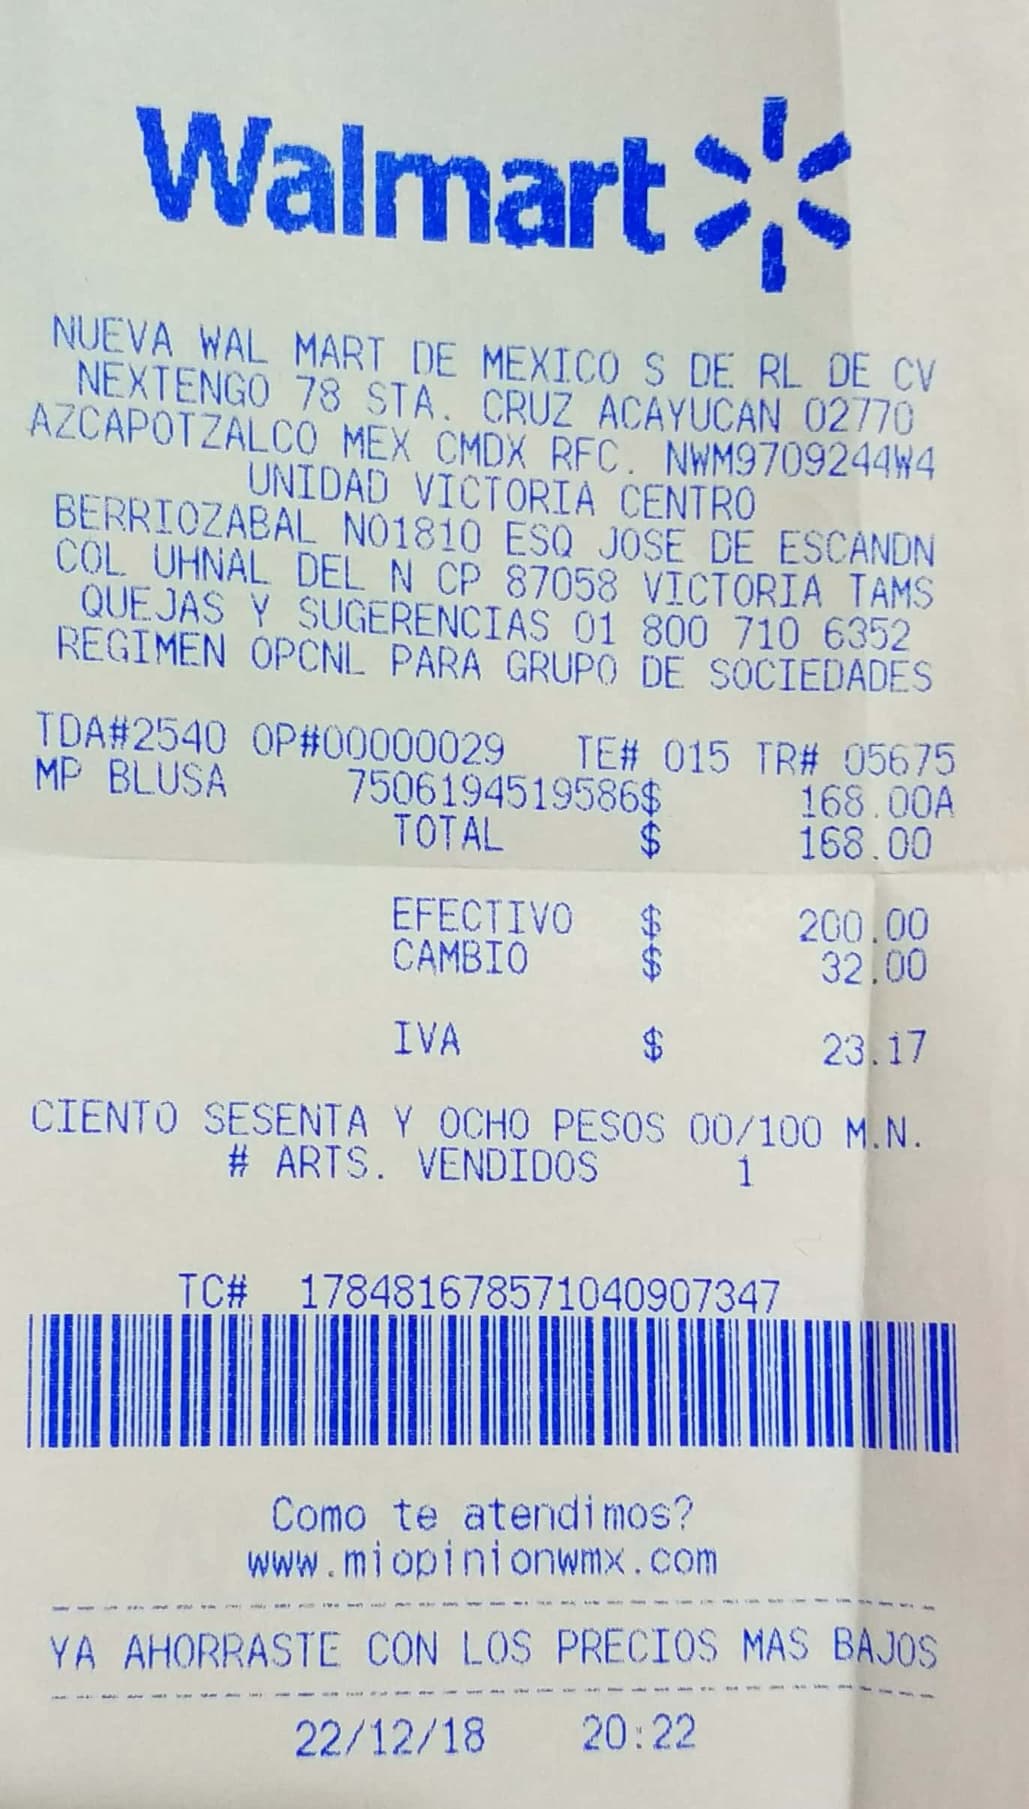 Walmart
NUEVA WAL MART DE MEXICO S DE RL DE CV
NEXTENGO 78 STA. CRUZ ACAYUCAN 02770
AZCAPOTZALCO MEX CMDX RFC. NWM9709244W4
UNIDAD VICTORIA CENTRO
BERRIOZABAL NO1810 ESQ JOSE DE ESCANDN
COL UHNAL DEL N CP 87058 VICTORIA TAMS
QUEJAS Y SUGERENCIAS 01 800 710 6352
REGIMEN OPCNL PARA GRUPO DE SOCIEDADES
TDA#2540 OP#00000029 TE# 015 TR# 05675
MP BLUSA 7506194519586$ 168.00A
TOTAL $ 168.00
EFECTIVO $ 200.00
CAMBIO $ 32.00
IVA $ 23.17
CIENTO SESENTA Y OCHO PESOS 00/100 M.N.
# ARTS. VENDIDOS 1
TC# 178481678571040907347
Como te atendimos?
www.miopinionwmx.com
YA AHORRASTE CON LOS PRECIOS MAS BAJOS
22/12/18 20:22